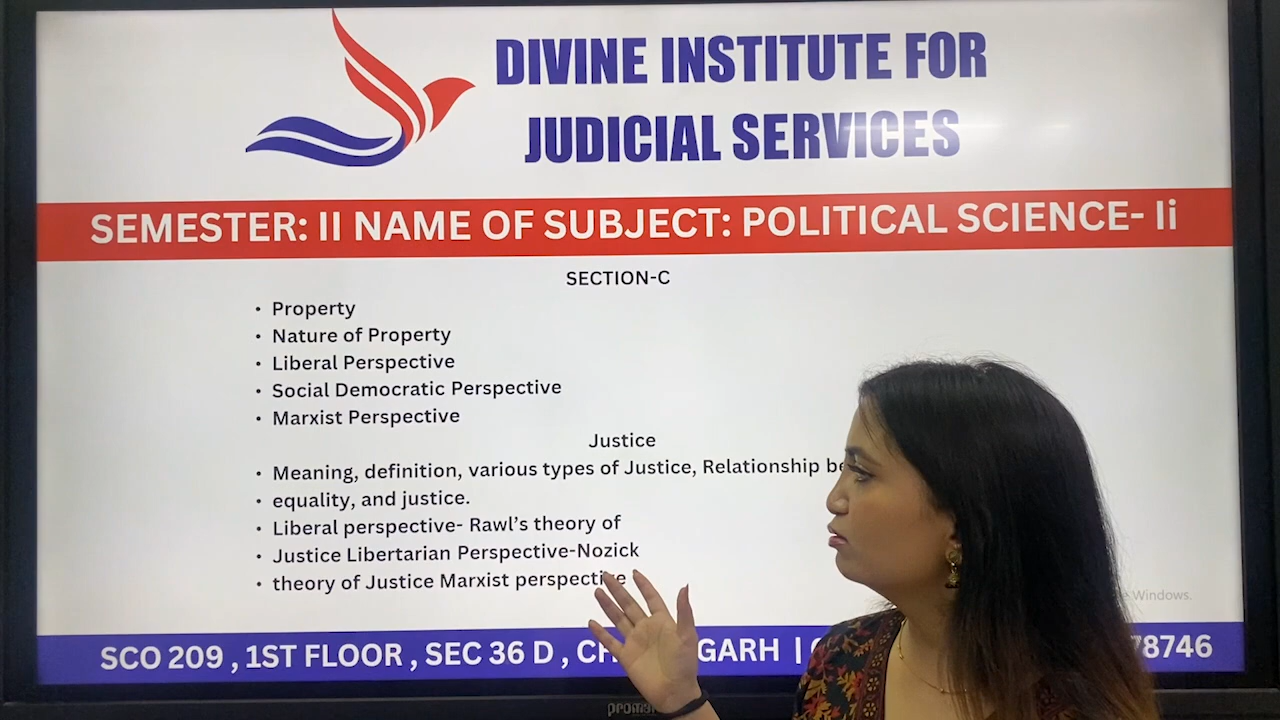 DIVINE INSTITUTE FOR
JUDICIAL SERVICES
SEMESTER: II NAME OF SUBJECT: POLITICAL SCIENCE- Ii
SECTION-C
• Property
• Nature of Property
• Liberal Perspective
• Social Democratic Perspective
• Marxist Perspective
Justice
• Meaning, definition, various types of Justice, Relationship
• equality, and justice.
• Liberal perspective- Rawl's theory of
• Justice Libertarian Perspective-Nozick
• theory of Justice Marxist perspective
Windows.
SCO 209 , 1ST FLOOR , SEC 36 D , CH GARH | 78746